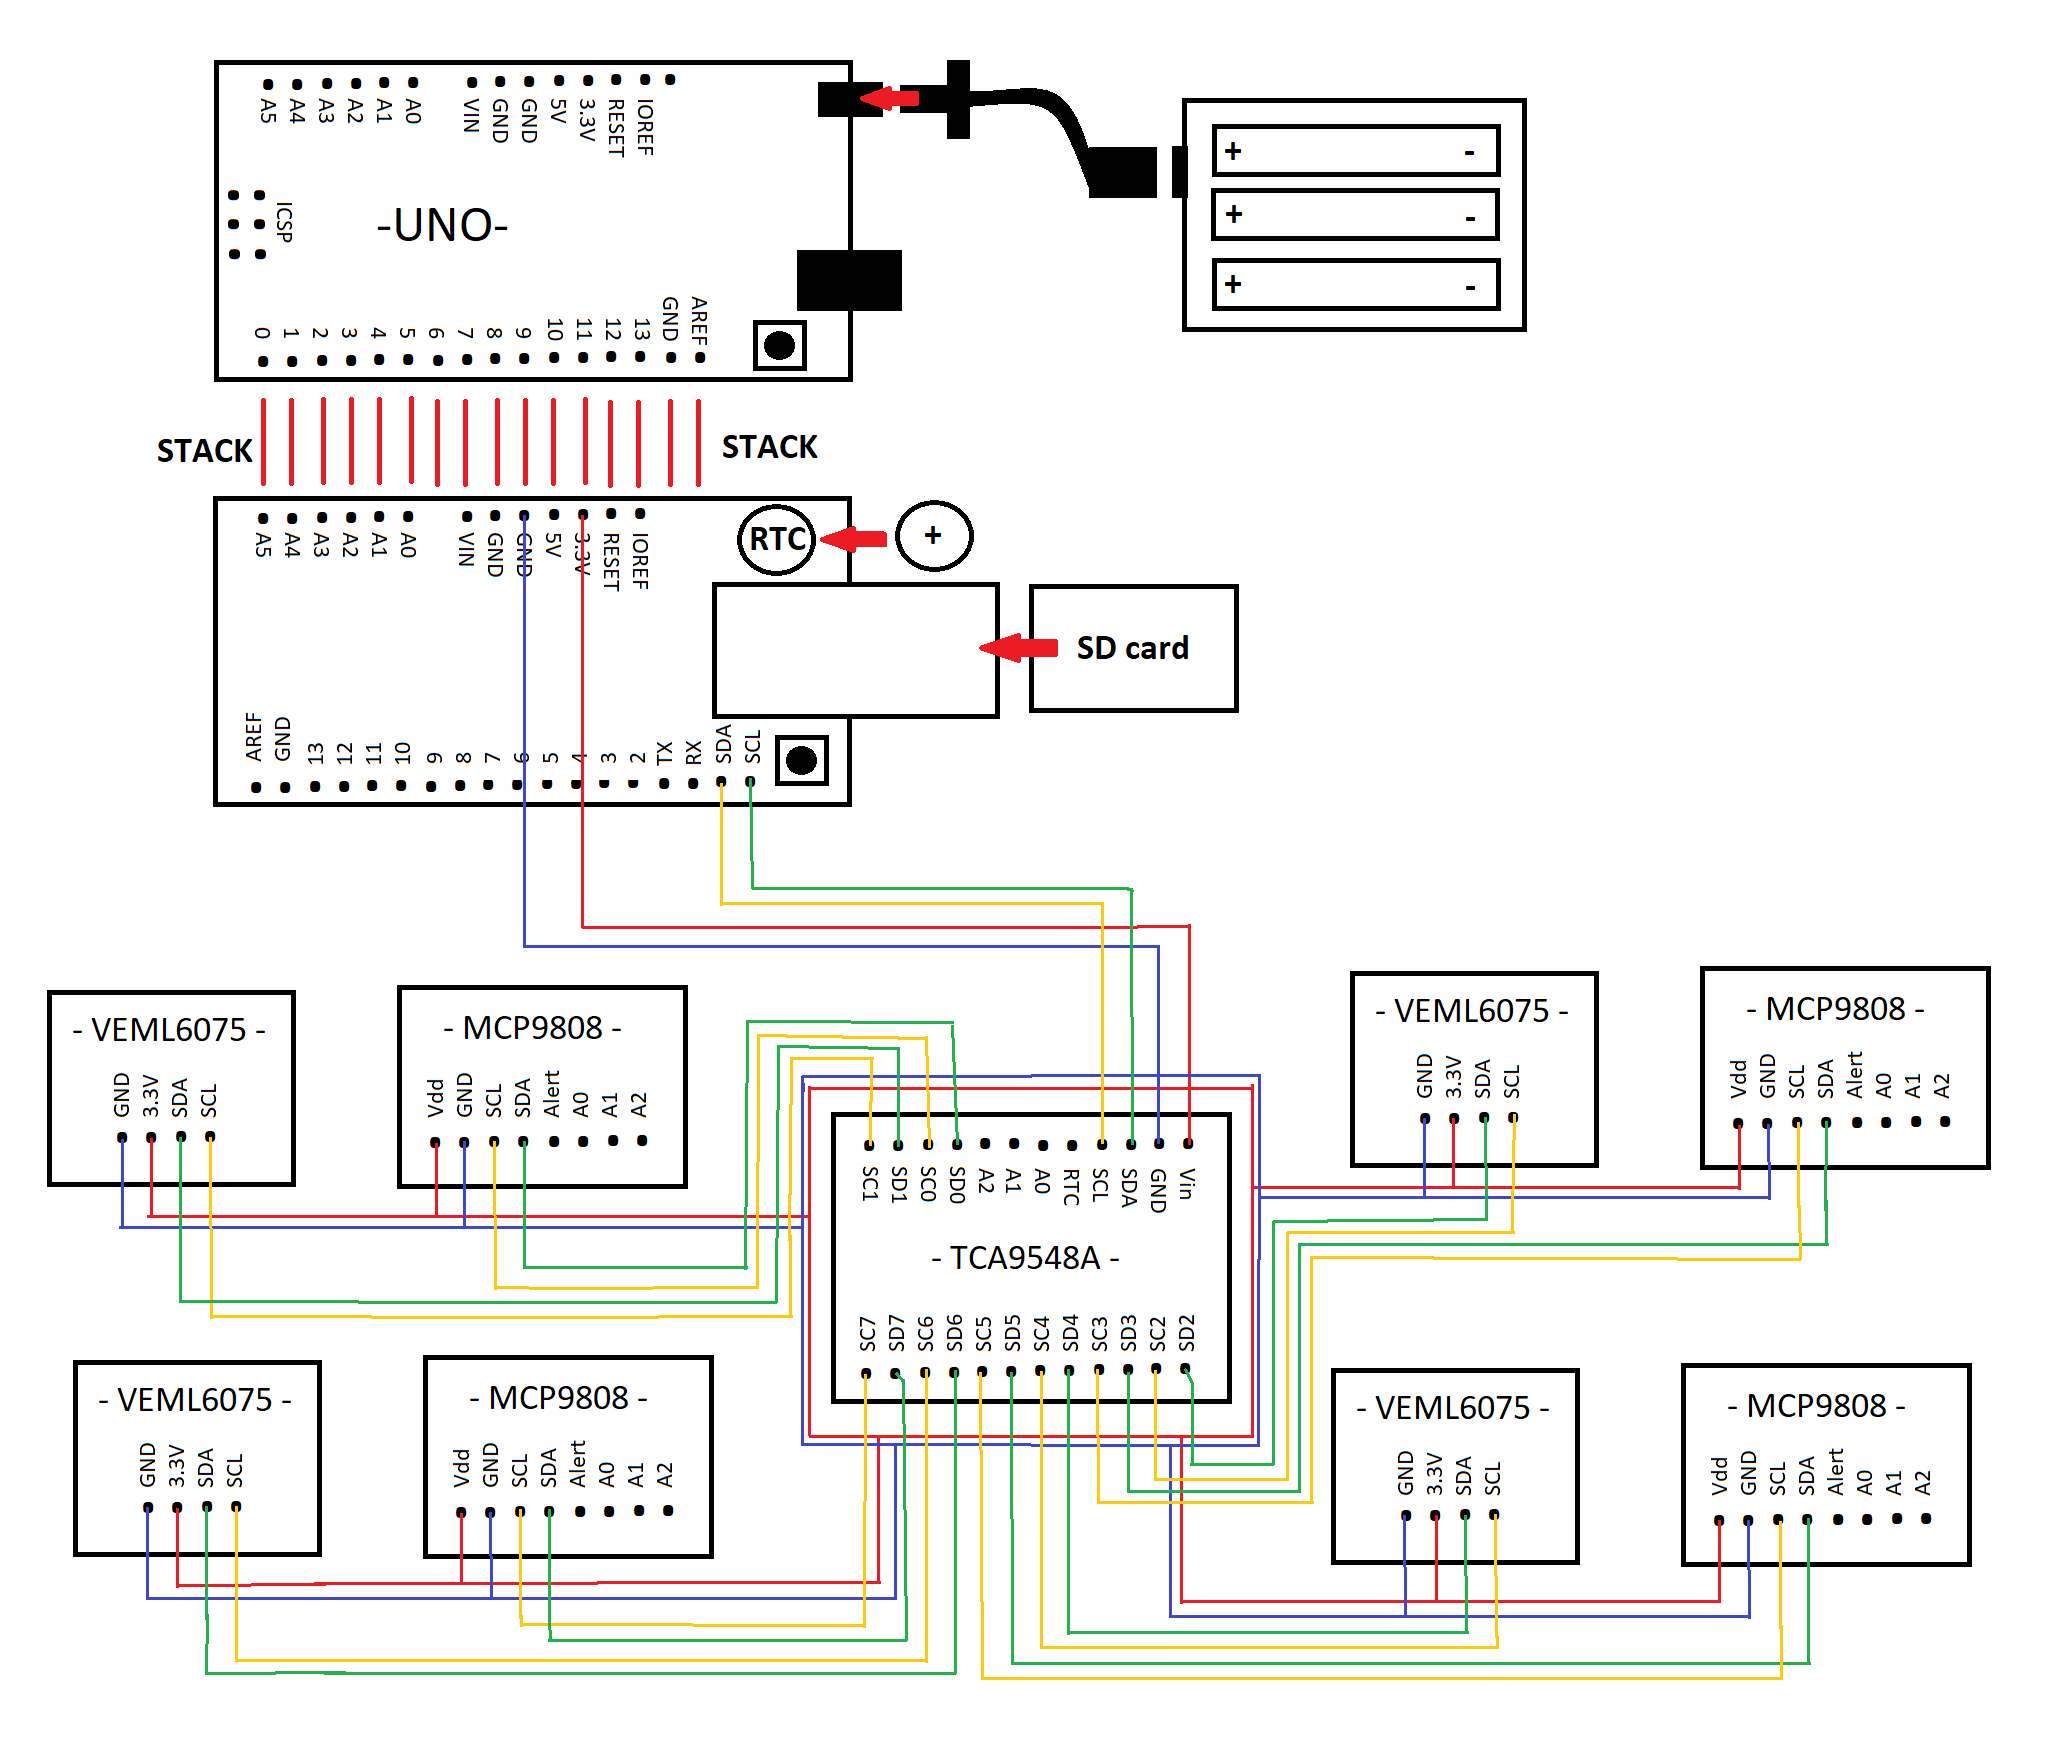 A5 A4 A3 A2 A1 A0 VIN GND GND 5V 3.3V RESET IOREF
+ -
+ -
+ -
ICSP
-UNO-
0 1 2 3 4 5 6 7 8 9 10 11 12 13 GND AREF
STACK STACK
A5 A4 A3 A2 A1 A0 VIN GND GND 5V 3.3V RESET IOREF
RTC +
SD card
AREF GND 13 12 11 10 9 8 7 6 5 4 3 2 TX RX SDA SCL
- VEML6075 -
GND 3.3V SDA SCL
- MCP9808 -
Vdd GND SCL SDA Alert A0 A1 A2
- VEML6075 -
GND 3.3V SDA SCL
- MCP9808 -
Vdd GND SCL SDA Alert A0 A1 A2
SC1 SD1 SC0 SD0 A2 A1 A0 RTC SCL SDA GND Vin
- TCA9548A -
SC7 SD7 SC6 SD6 SC5 SD5 SC4 SD4 SC3 SD3 SC2 SD2
- VEML6075 -
GND 3.3V SDA SCL
- MCP9808 -
Vdd GND SCL SDA Alert A0 A1 A2
- VEML6075 -
GND 3.3V SDA SCL
- MCP9808 -
Vdd GND SCL SDA Alert A0 A1 A2